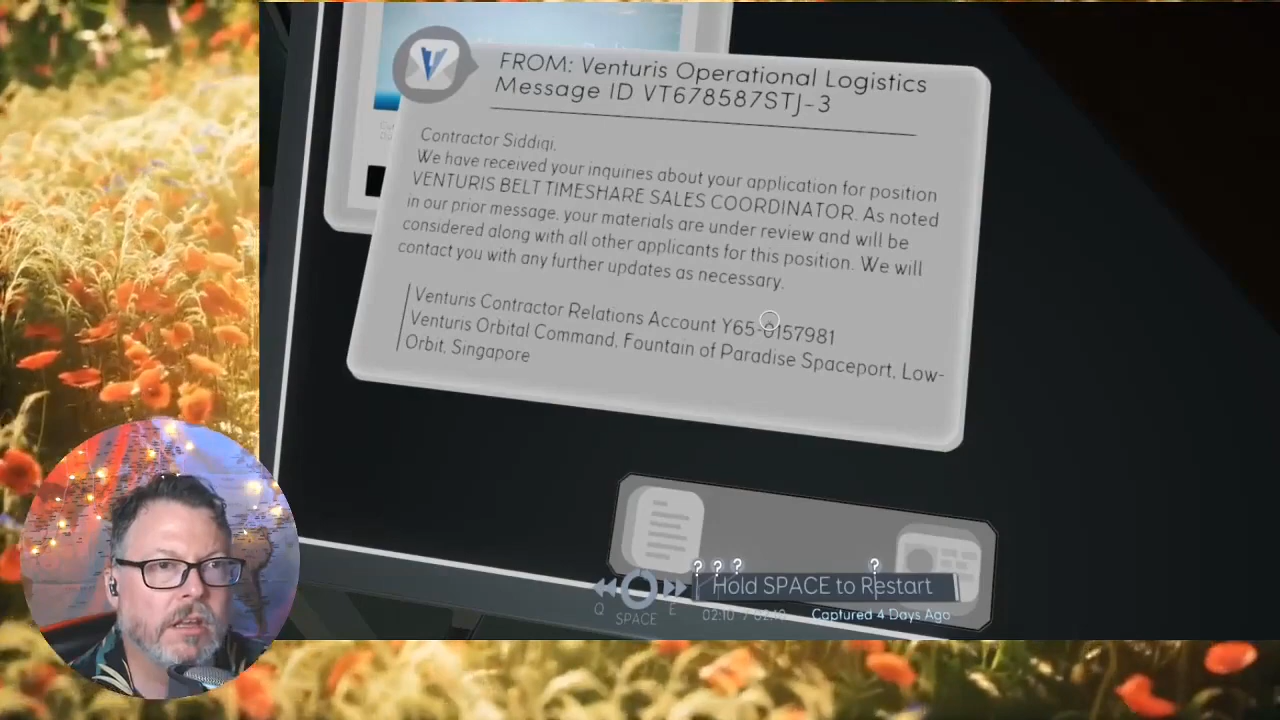 FROM: Venturis Operational Logistics
Message ID VT678587STJ-3
Contractor Siddiqi,
We have received your inquiries about your application for position
VENTURIS BELT TIMESHARE SALES COORDINATOR. As noted
in our prior message, your materials are under review and will be
considered along with all other applicants for this position. We will
contact you with any further updates as necessary.
Venturis Contractor Relations Account Y65-0157981
Venturis Orbital Command, Fountain of Paradise Spaceport, Low-
Orbit, Singapore
? ? ? ?
Hold SPACE to Restart
Q SPACE E
02:10 / 02:10 Captured 4 Days Ago